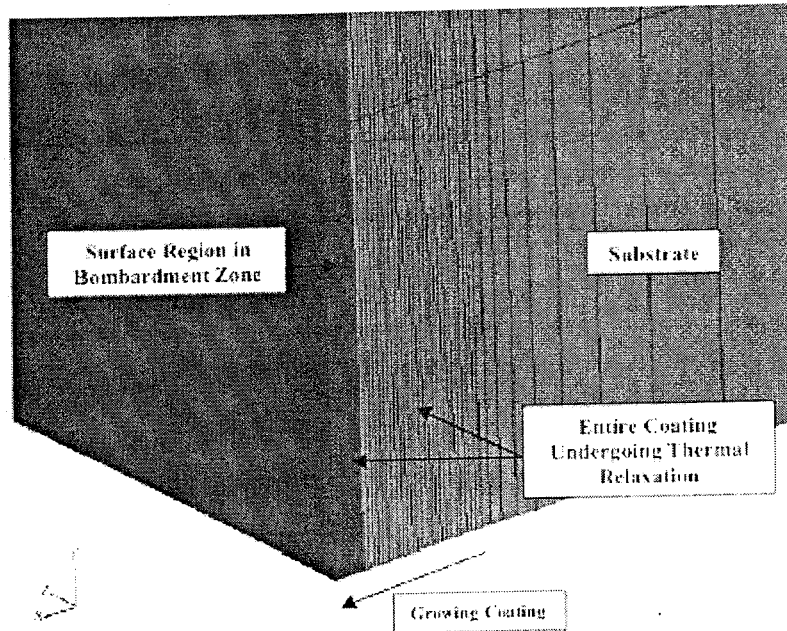 Surface Region in
Bombardment Zone
Substrate
Entire Coating
Undergoing Thermal
Relaxation
Growing Coating
Z
X